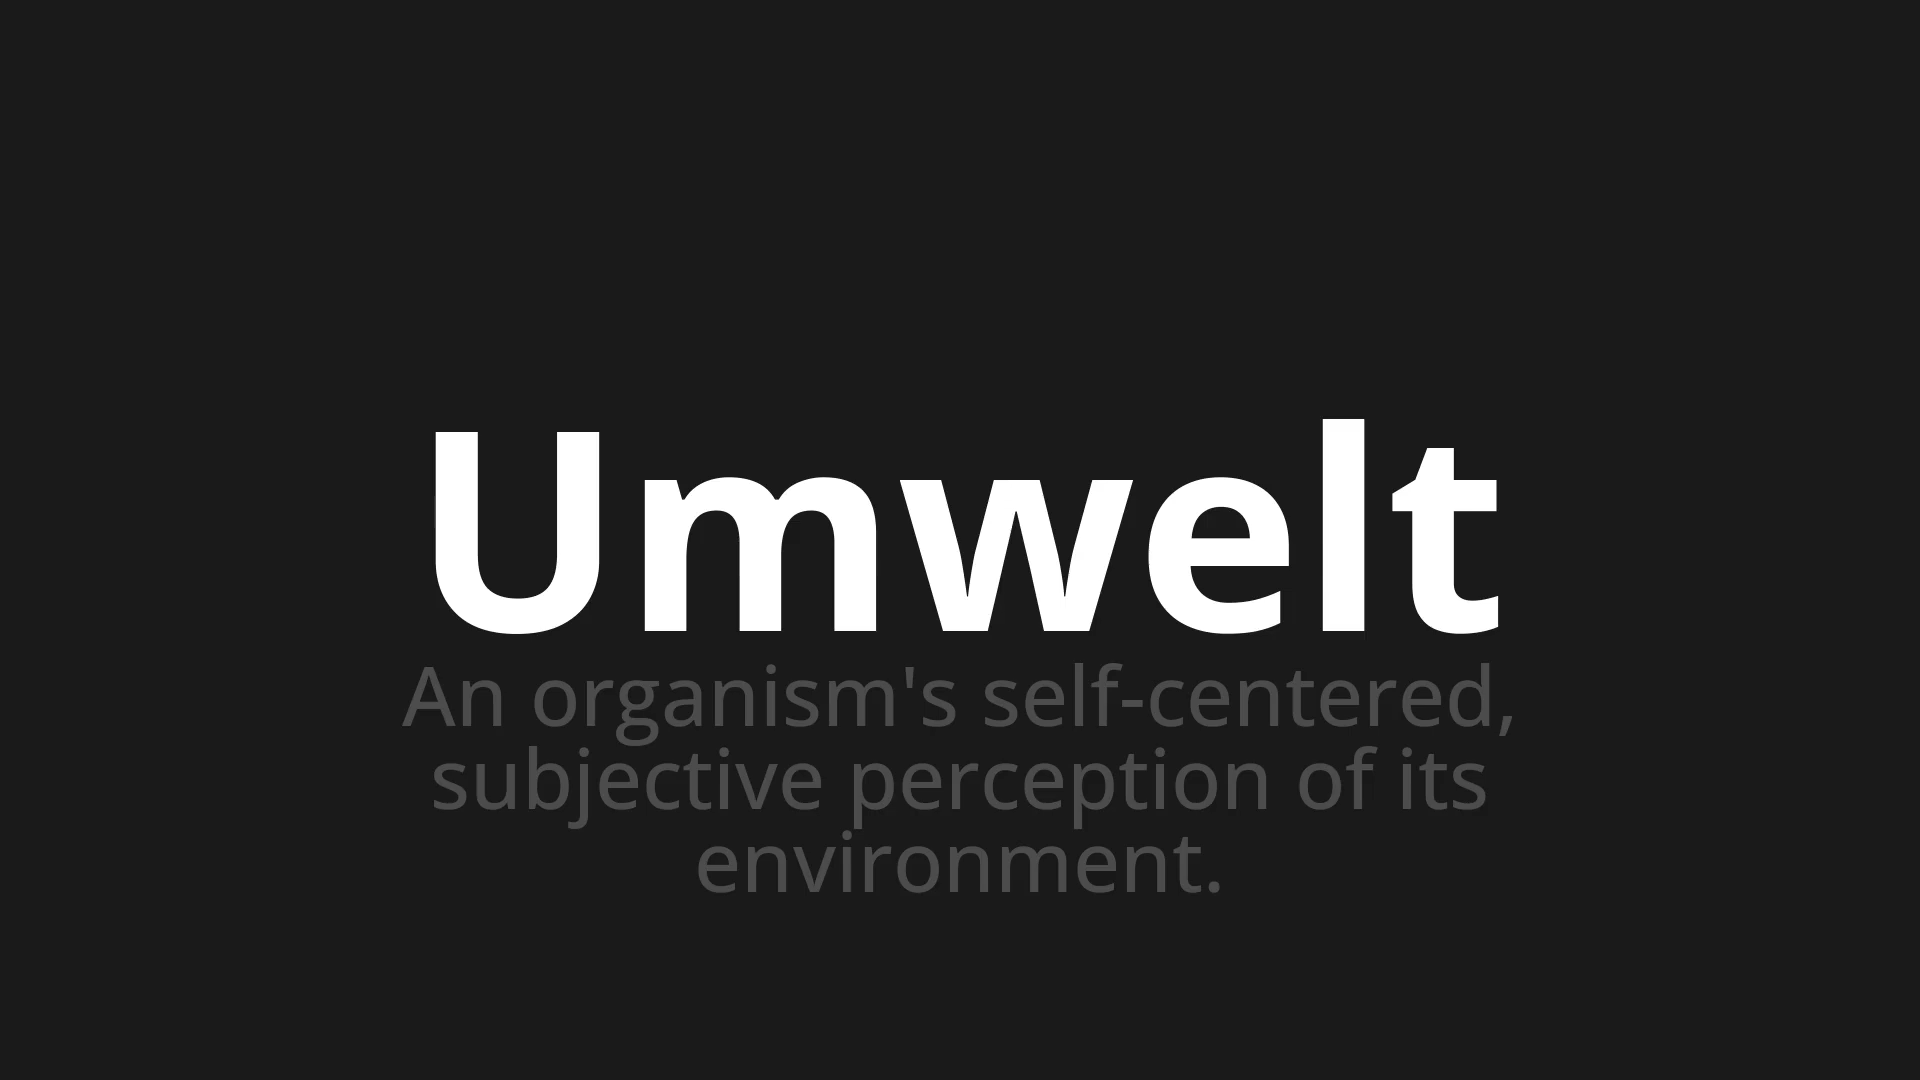 Umwelt
An organism's self-centered,
subjective perception of its
environment.